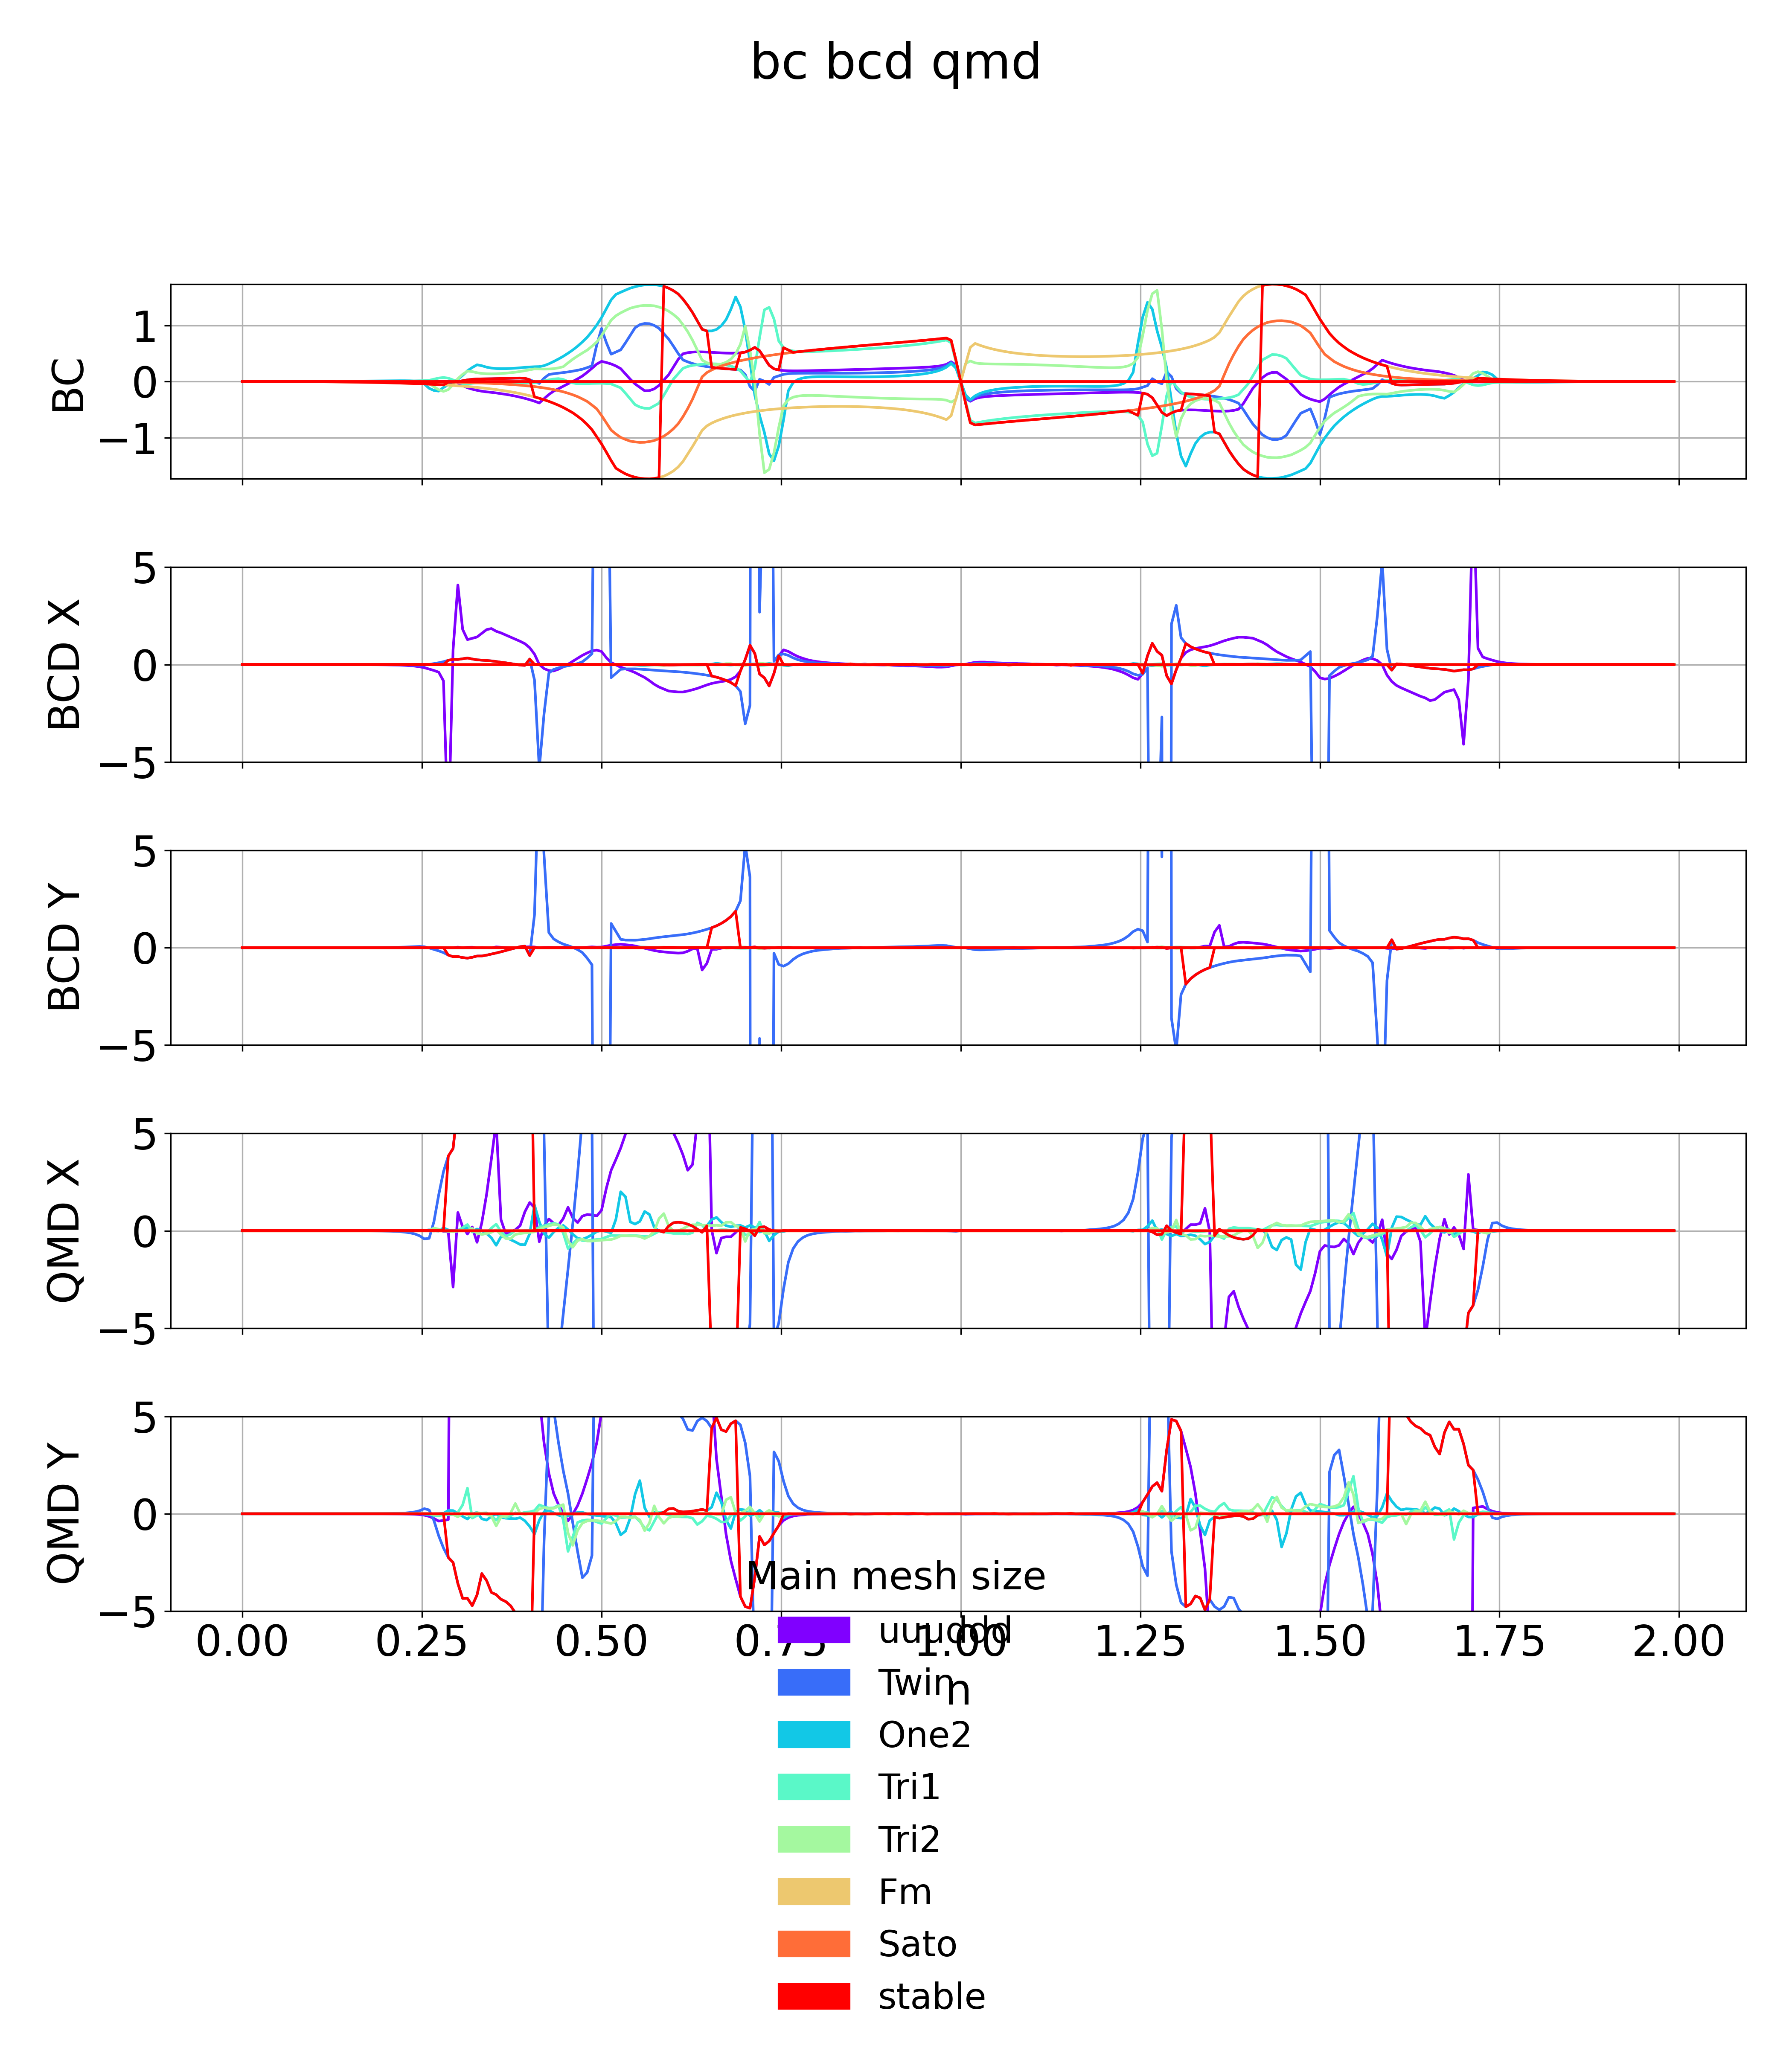 bc bcd qmd
BC
1
0
−1
BCD X
5
0
−5
BCD Y
5
0
−5
QMD X
5
0
−5
QMD Y
5
0
−5
0.00 0.25 0.50 0.75 1.00 1.25 1.50 1.75 2.00
h
Main mesh size
uuuddd
Twin
One2
Tri1
Tri2
Fm
Sato
stable